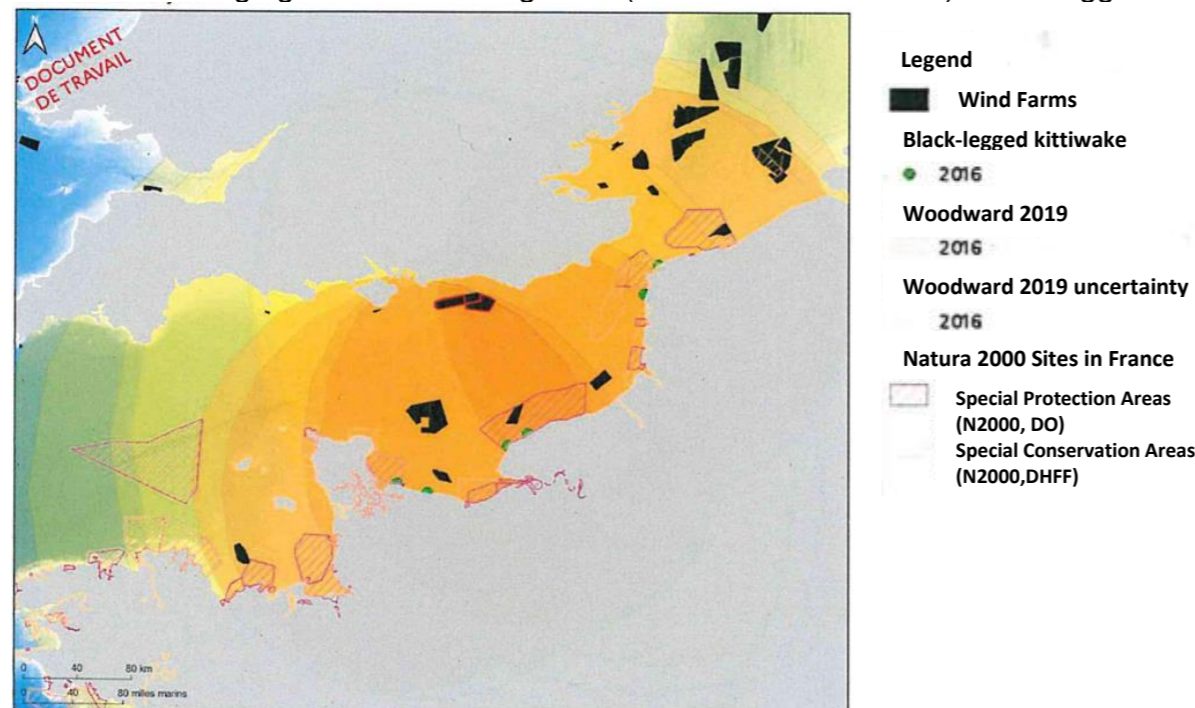 N
DOCUMENT
DE TRAVAIL
0 40 80 km
0 40 80 miles marins
Legend
Wind Farms
Black-legged kittiwake
2016
Woodward 2019
2016
Woodward 2019 uncertainty
2016
Natura 2000 Sites in France
Special Protection Areas
(N2000, DO)
Special Conservation Areas
(N2000,DHFF)